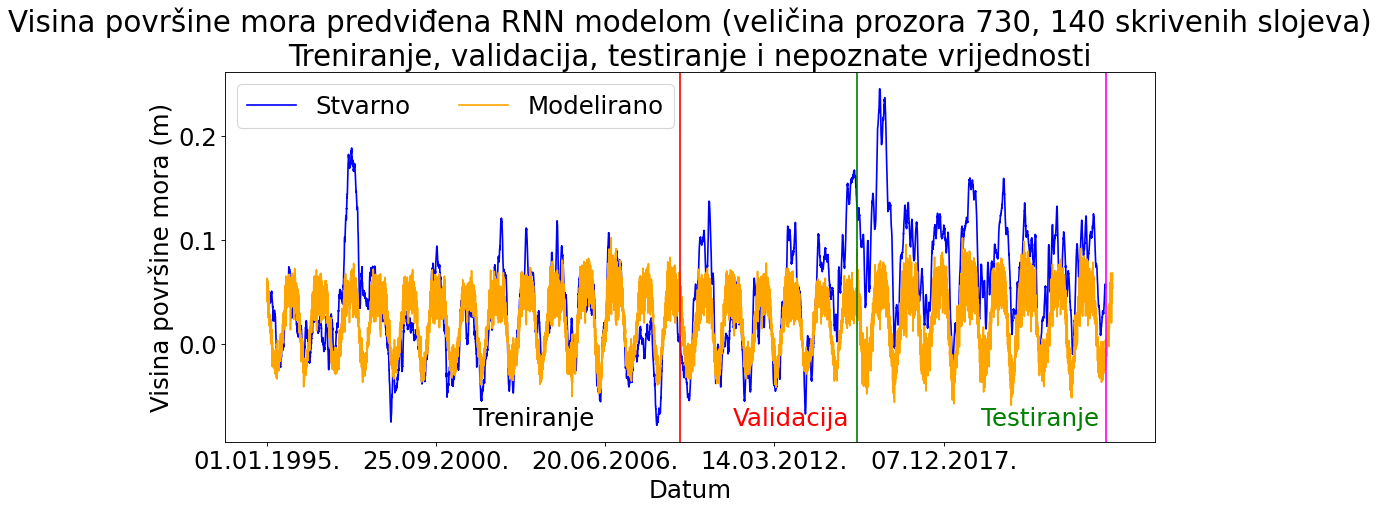 Visina površine mora predviđena RNN modelom (veličina prozora 730, 140 skrivenih slojeva)
Treniranje, validacija, testiranje i nepoznate vrijednosti
Stvarno Modelirano
Visina površine mora (m)
0.2
0.1
0.0
Treniranje Validacija Testiranje
01.01.1995. 25.09.2000. 20.06.2006. 14.03.2012. 07.12.2017.
Datum